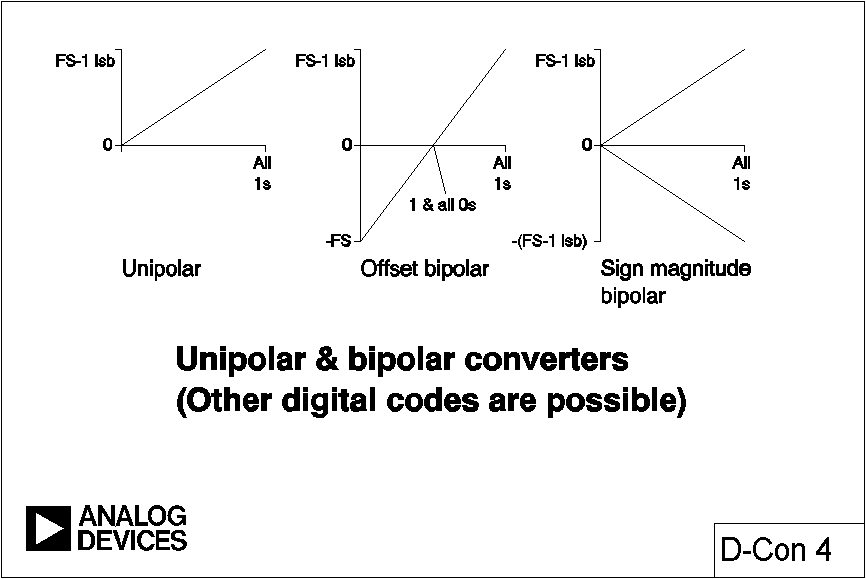 FS-1 lsb
0
All
1s
Unipolar
FS-1 lsb
0
All
1s
1 & all 0s
-FS
Offset bipolar
FS-1 lsb
0
All
1s
-(FS-1 lsb)
Sign magnitude
bipolar
Unipolar & bipolar converters
(Other digital codes are possible)
ANALOG
DEVICES
D-Con 4